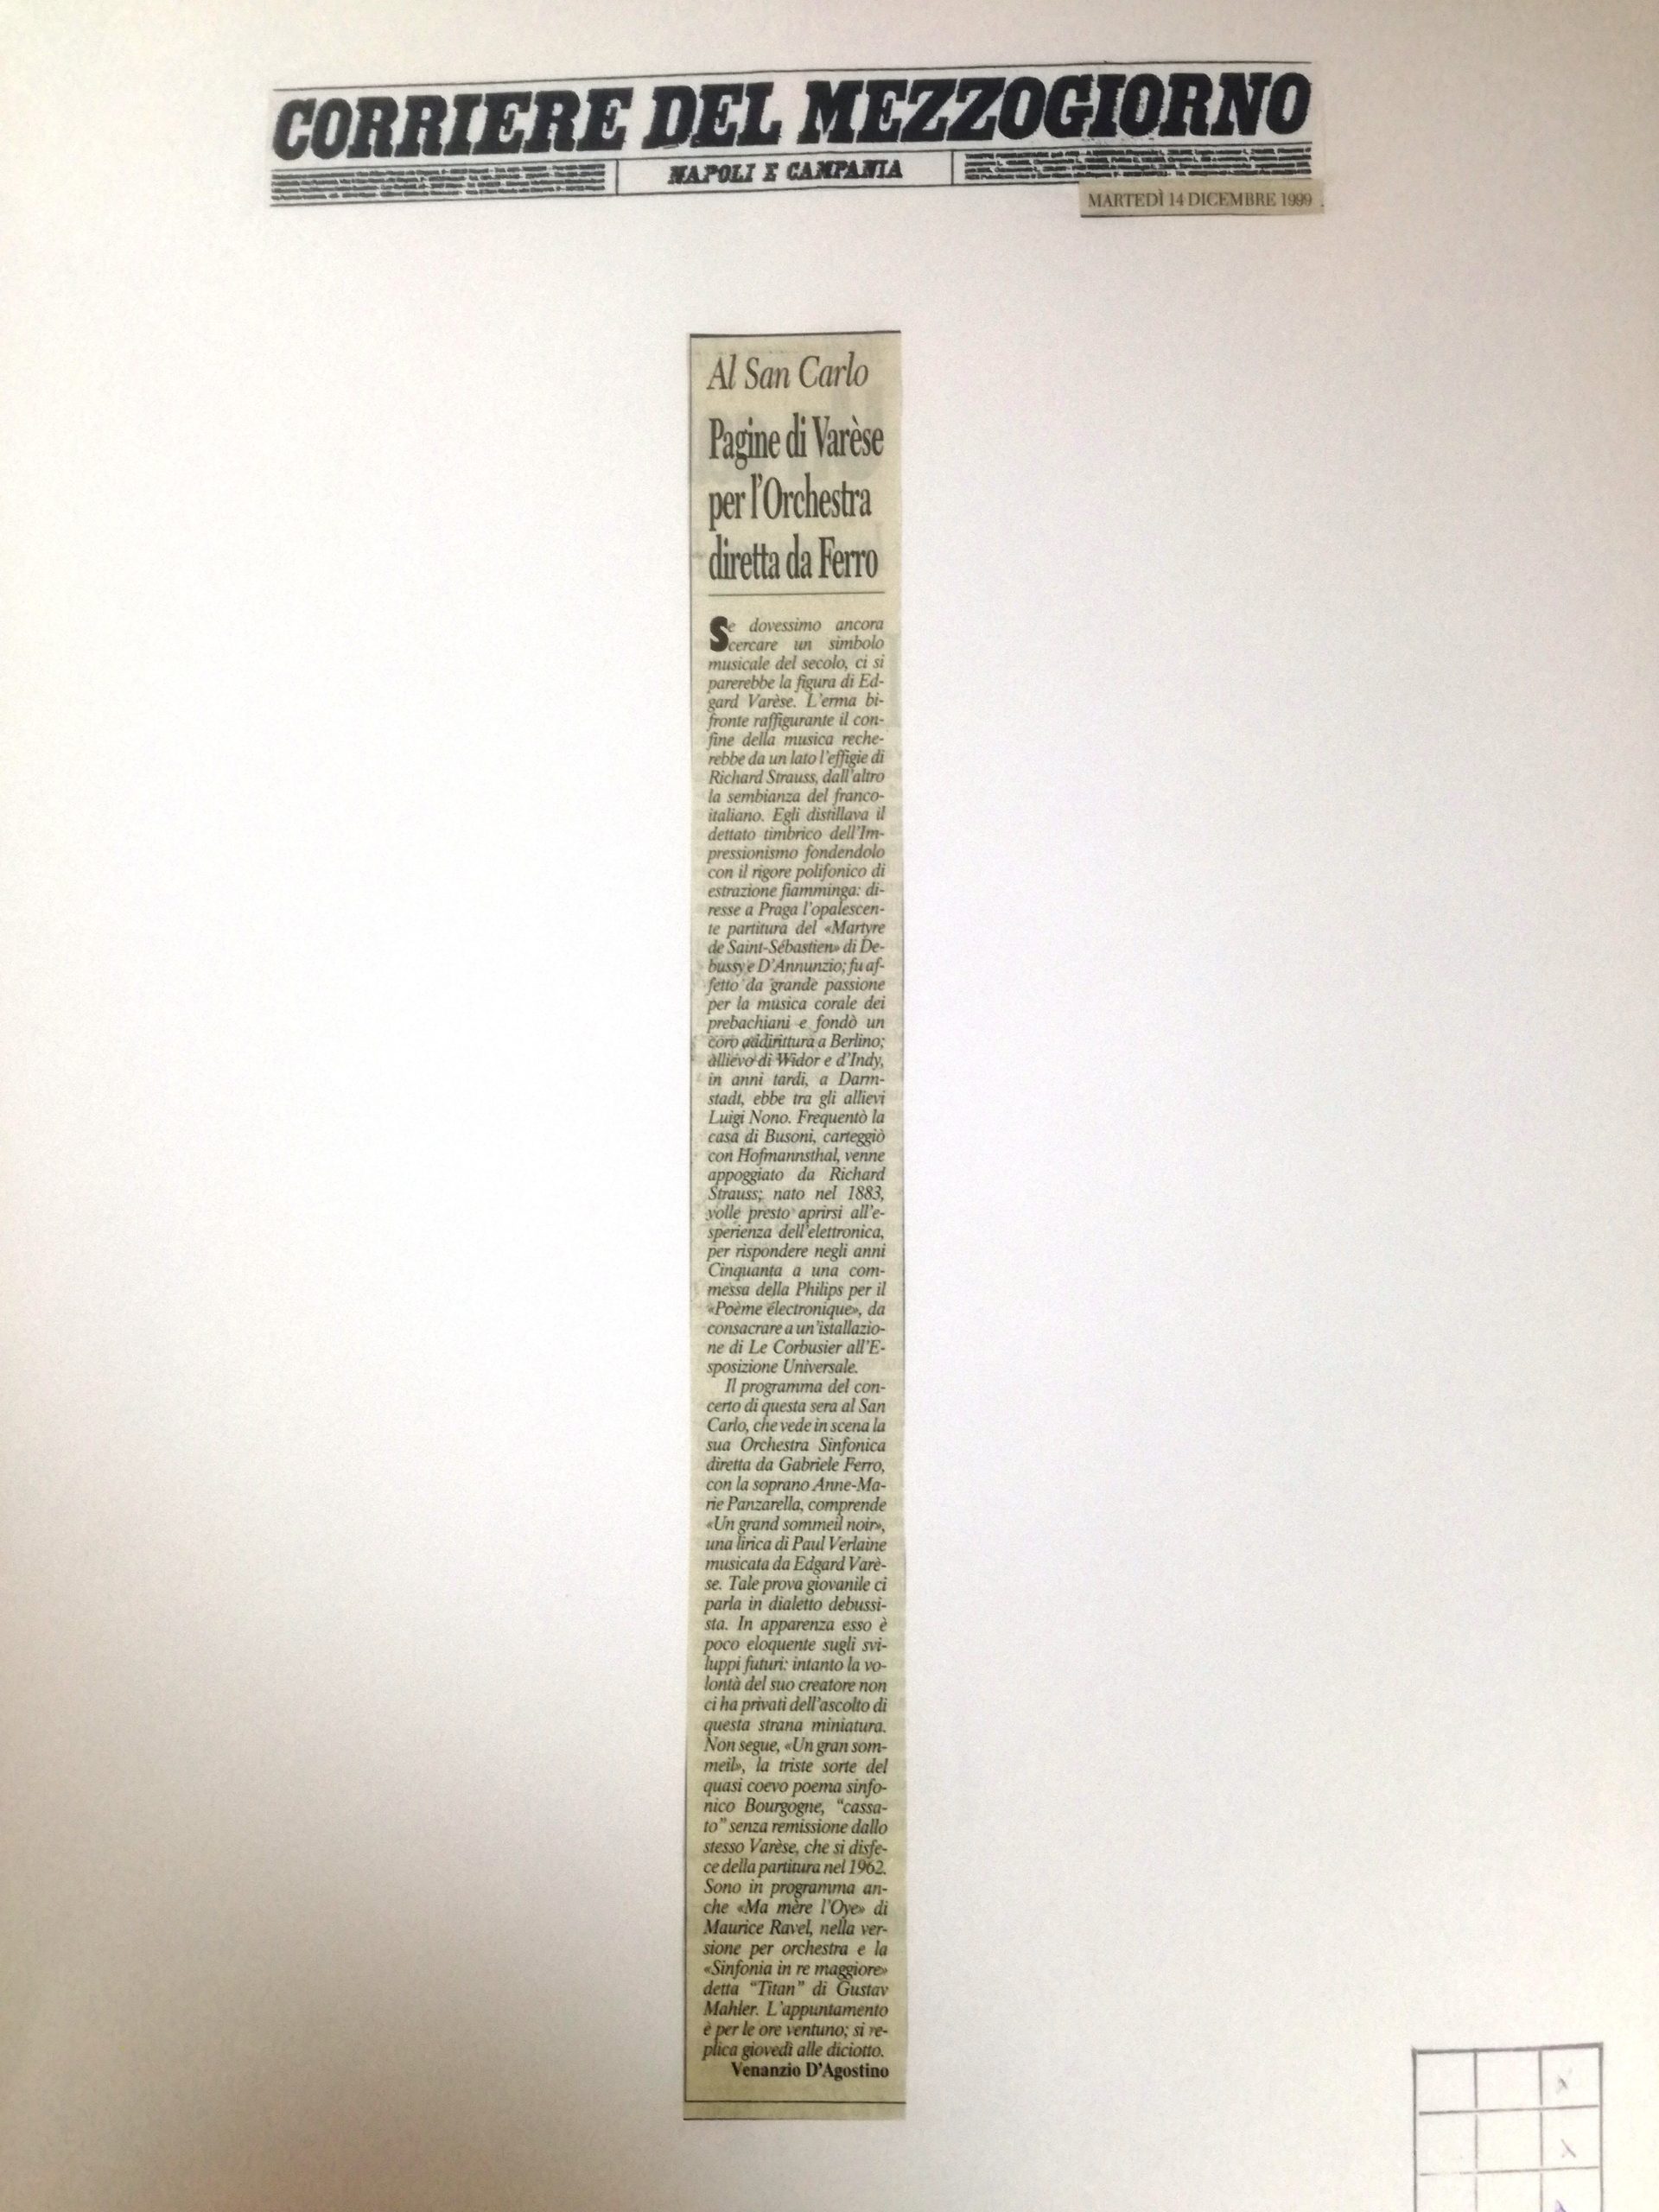 CORRIERE DEL MEZZOGIORNO
NAPOLI E CAMPANIA
MARTEDÌ 14 DICEMBRE 1999
Al San Carlo
Pagine di Varèse
per l'Orchestra
diretta da Ferro
Se dovessimo ancora
cercare un simbolo
musicale del secolo, ci si
parerebbe la figura di Ed-
gard Varèse. L'erma bi-
fronte raffigurante il con-
fine della musica reche-
rebbe da un lato l'effigie di
Richard Strauss, dall'altro
la sembianza del franco-
italiano. Egli distillava il
dettato timbrico dell'Im-
pressionismo fondendolo
con il rigore polifonico di
estrazione fiamminga: di-
resse a Praga l'opalescen-
te partitura del «Martyre
de Saint-Sébastien» di De-
bussy e D'Annunzio; fu af-
fetto da grande passione
per la musica corale dei
prebachiani e fondò un
coro addirittura a Berlino;
allievo di Widor e d'Indy,
in anni tardi, a Darm-
stadt, ebbe tra gli allievi
Luigi Nono. Frequentò la
casa di Busoni, carteggiò
con Hofmannsthal, venne
appoggiato da Richard
Strauss; nato nel 1883,
volle presto aprirsi all'e-
sperienza dell'elettronica,
per rispondere negli anni
Cinquanta a una com-
messa della Philips per il
«Poème électronique», da
consacrare a un'istallazio-
ne di Le Corbusier all'E-
sposizione Universale.
Il programma del con-
certo di questa sera al San
Carlo, che vede in scena la
sua Orchestra Sinfonica
diretta da Gabriele Ferro,
con la soprano Anne-Ma-
rie Panzarella, comprende
«Un grand sommeil noir»,
una lirica di Paul Verlaine
musicata da Edgard Varè-
se. Tale prova giovanile ci
parla in dialetto debussi-
sta. In apparenza esso è
poco eloquente sugli svi-
luppi futuri: intanto la vo-
lontà del suo creatore non
ci ha privati dell'ascolto di
questa strana miniatura.
Non segue, «Un gran som-
meil», la triste sorte del
quasi coevo poema sinfo-
nico Bourgogne, "cassa-
to" senza remissione dallo
stesso Varèse, che si disfe-
ce della partitura nel 1962.
Sono in programma an-
che «Ma mère l'Oye» di
Maurice Ravel, nella ver-
sione per orchestra e la
«Sinfonia in re maggiore»
detta "Titan" di Gustav
Mahler. L'appuntamento
è per le ore ventuno; si re-
plica giovedì alle diciotto.
Venanzio D'Agostino